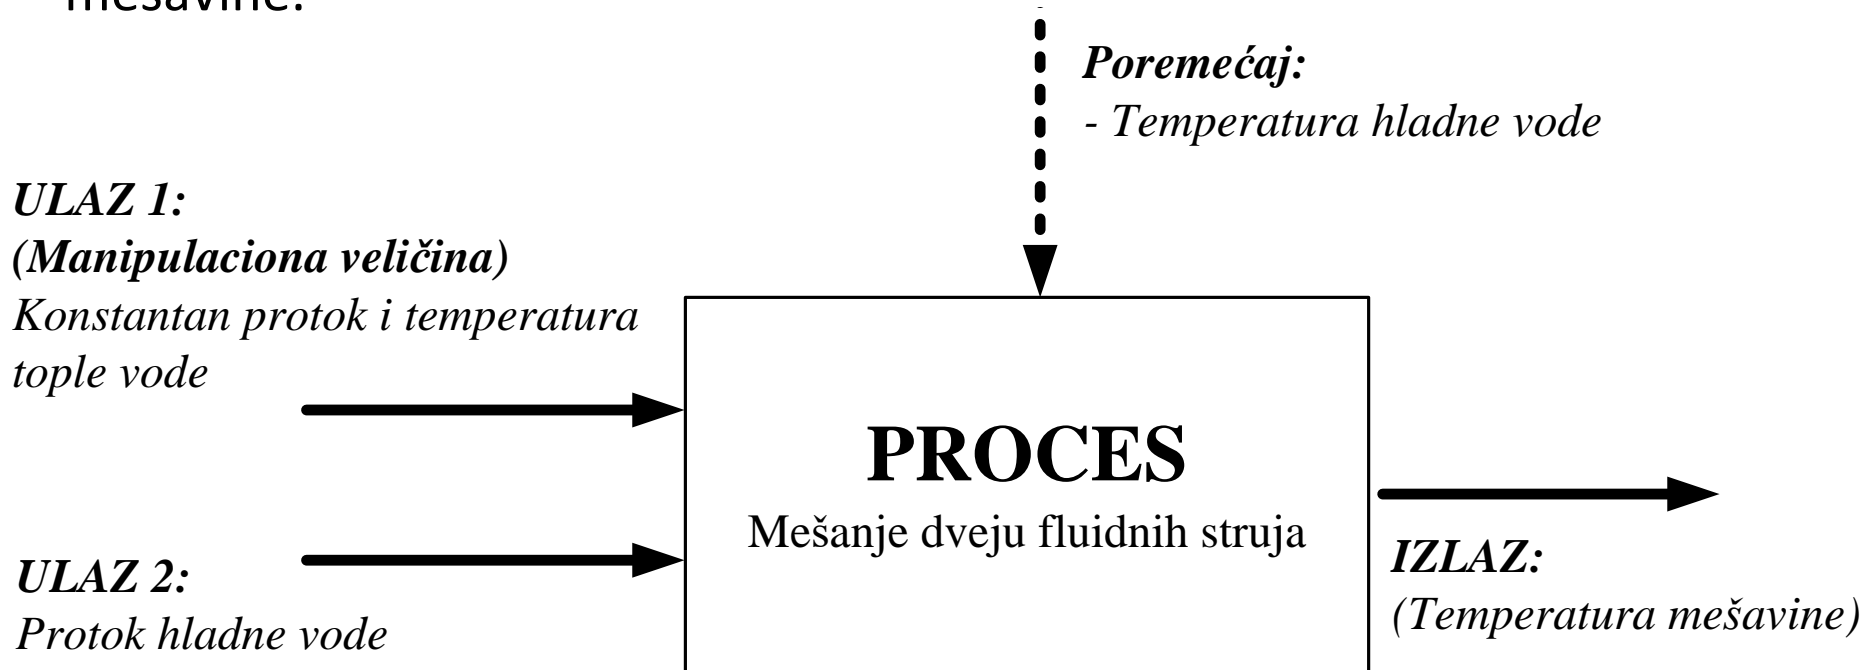 mešavine.
Poremećaj:
- Temperatura hladne vode
ULAZ 1:
(Manipulaciona veličina)
Konstantan protok i temperatura
tople vode
PROCES
Mešanje dveju fluidnih struja
ULAZ 2:
Protok hladne vode
IZLAZ:
(Temperatura mešavine)